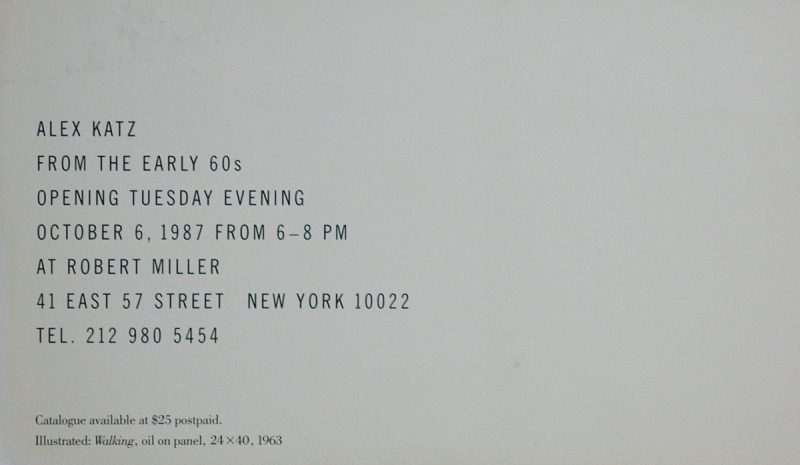 ALEX KATZ
FROM THE EARLY 60s
OPENING TUESDAY EVENING
OCTOBER 6, 1987 FROM 6–8 PM
AT ROBERT MILLER
41 EAST 57 STREET NEW YORK 10022
TEL. 212 980 5454
Catalogue available at $25 postpaid.
Illustrated: Walking, oil on panel, 24×40, 1963